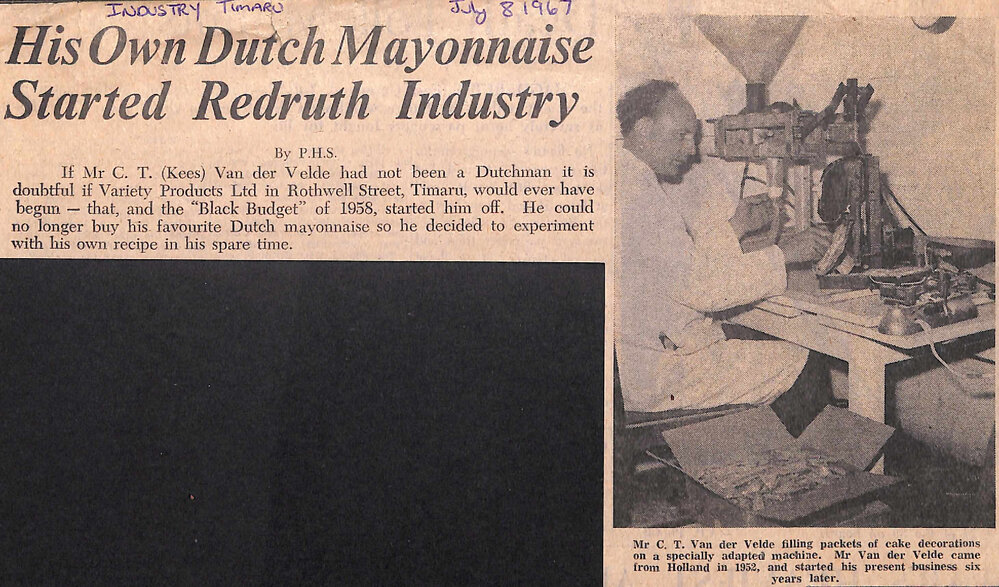 INDUSTRY TIMARU July 8 1967
His Own Dutch Mayonnaise
Started Redruth Industry
By P.H.S.
If Mr C. T. (Kees) Van der Velde had not been a Dutchman it is
doubtful if Variety Products Ltd in Rothwell Street, Timaru, would ever have
begun — that, and the "Black Budget" of 1958, started him off. He could
no longer buy his favourite Dutch mayonnaise so he decided to experiment
with his own recipe in his spare time.
Mr C. T. Van der Velde filling packets of cake decorations
on a specially adapted machine. Mr Van der Velde came
from Holland in 1952, and started his present business six
years later.